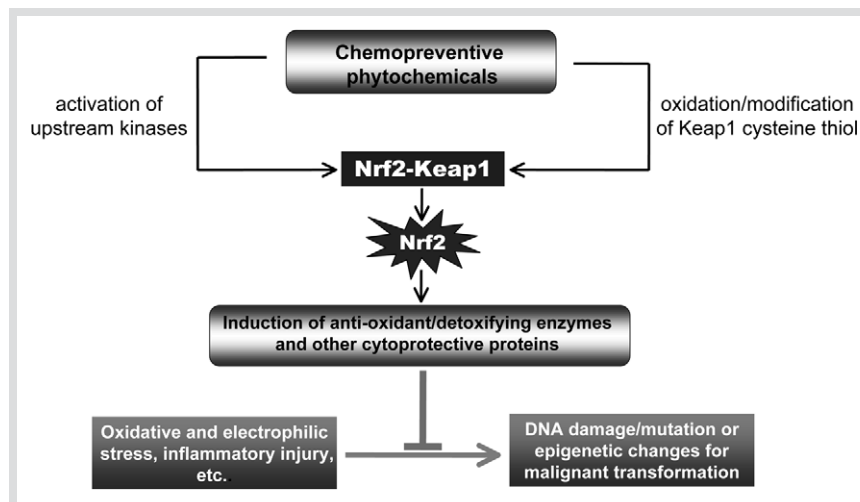 Chemopreventive
phytochemicals
activation of
upstream kinases
oxidation/modification
of Keap1 cysteine thiol
Nrf2-Keap1
Nrf2
Induction of anti-oxidant/detoxifying enzymes
and other cytoprotective proteins
Oxidative and electrophilic
stress, inflammatory injury,
etc..
DNA damage/mutation or
epigenetic changes for
malignant transformation